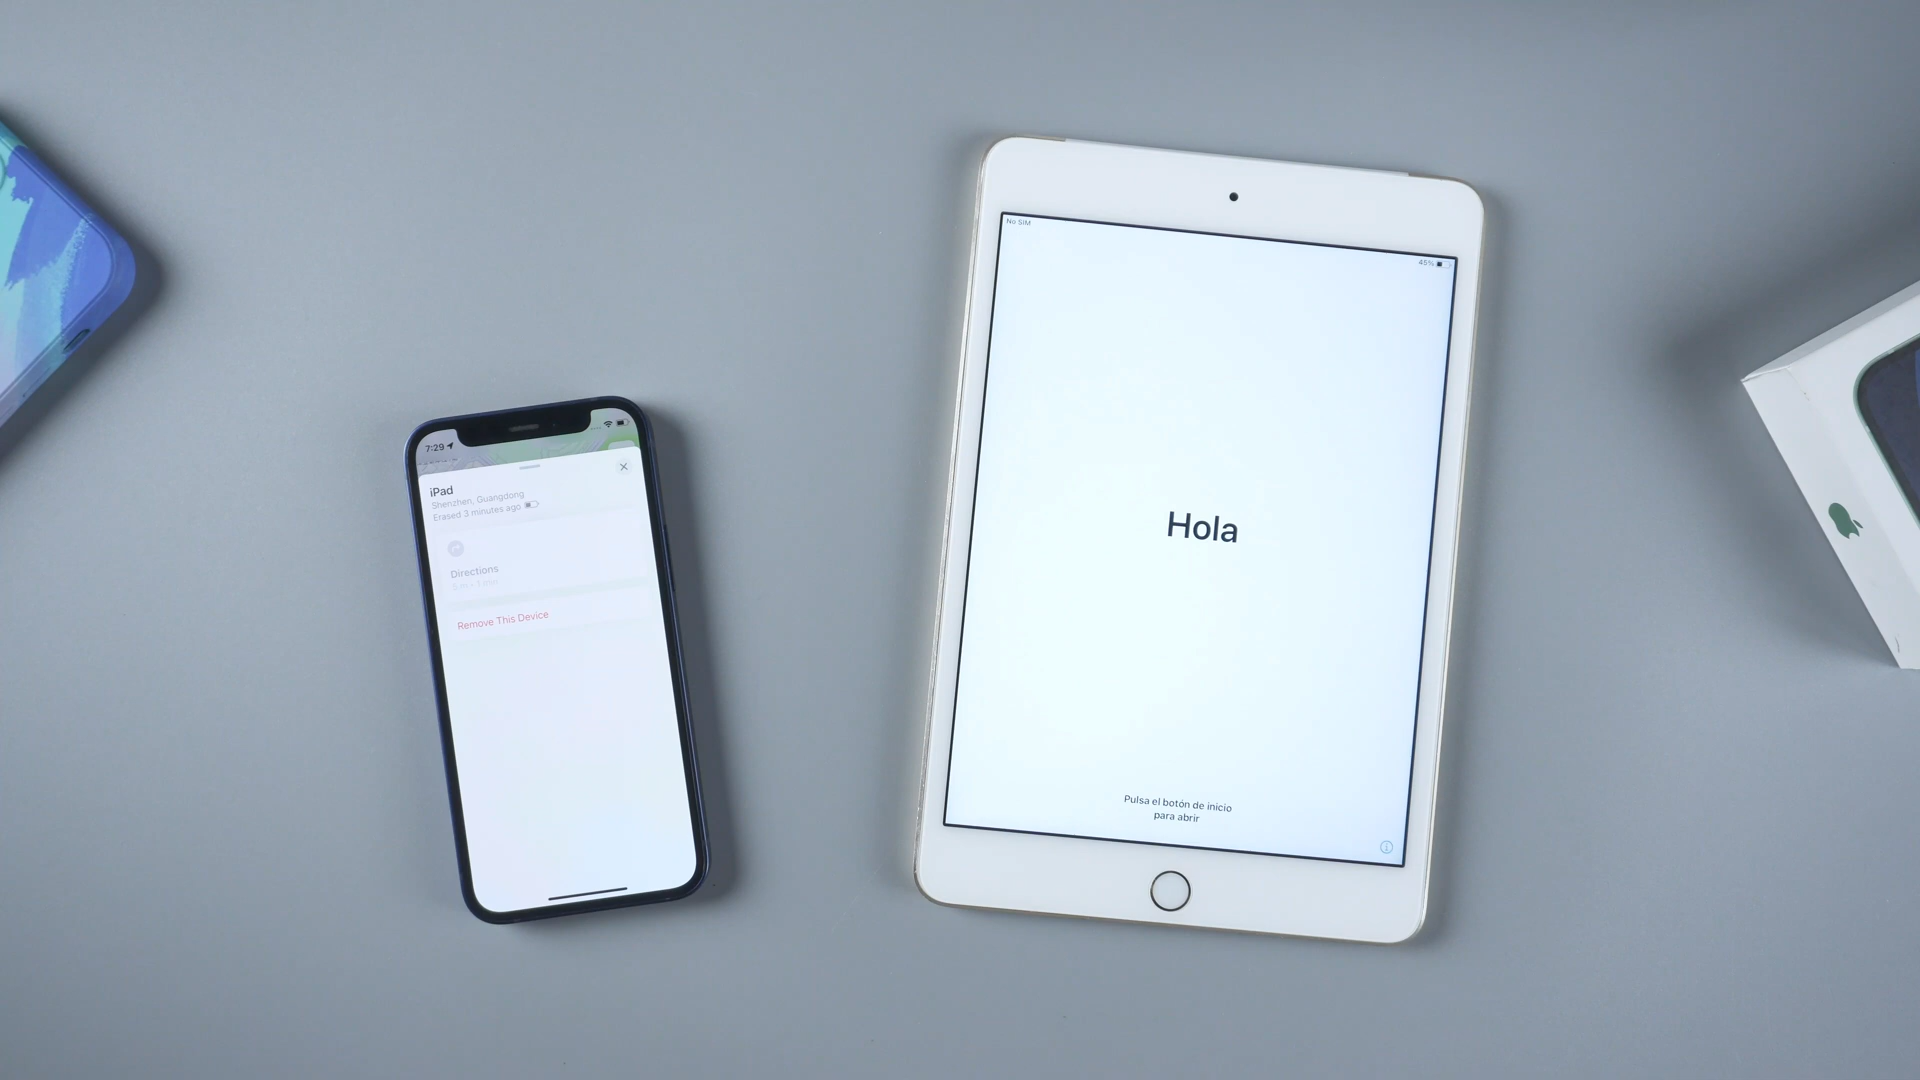 7:29
iPad
Shenzhen, Guangdong
Erased 3 minutes ago
Directions
Remove This Device
No SIM
45%
Hola
Pulsa el botón de inicio
para abrir